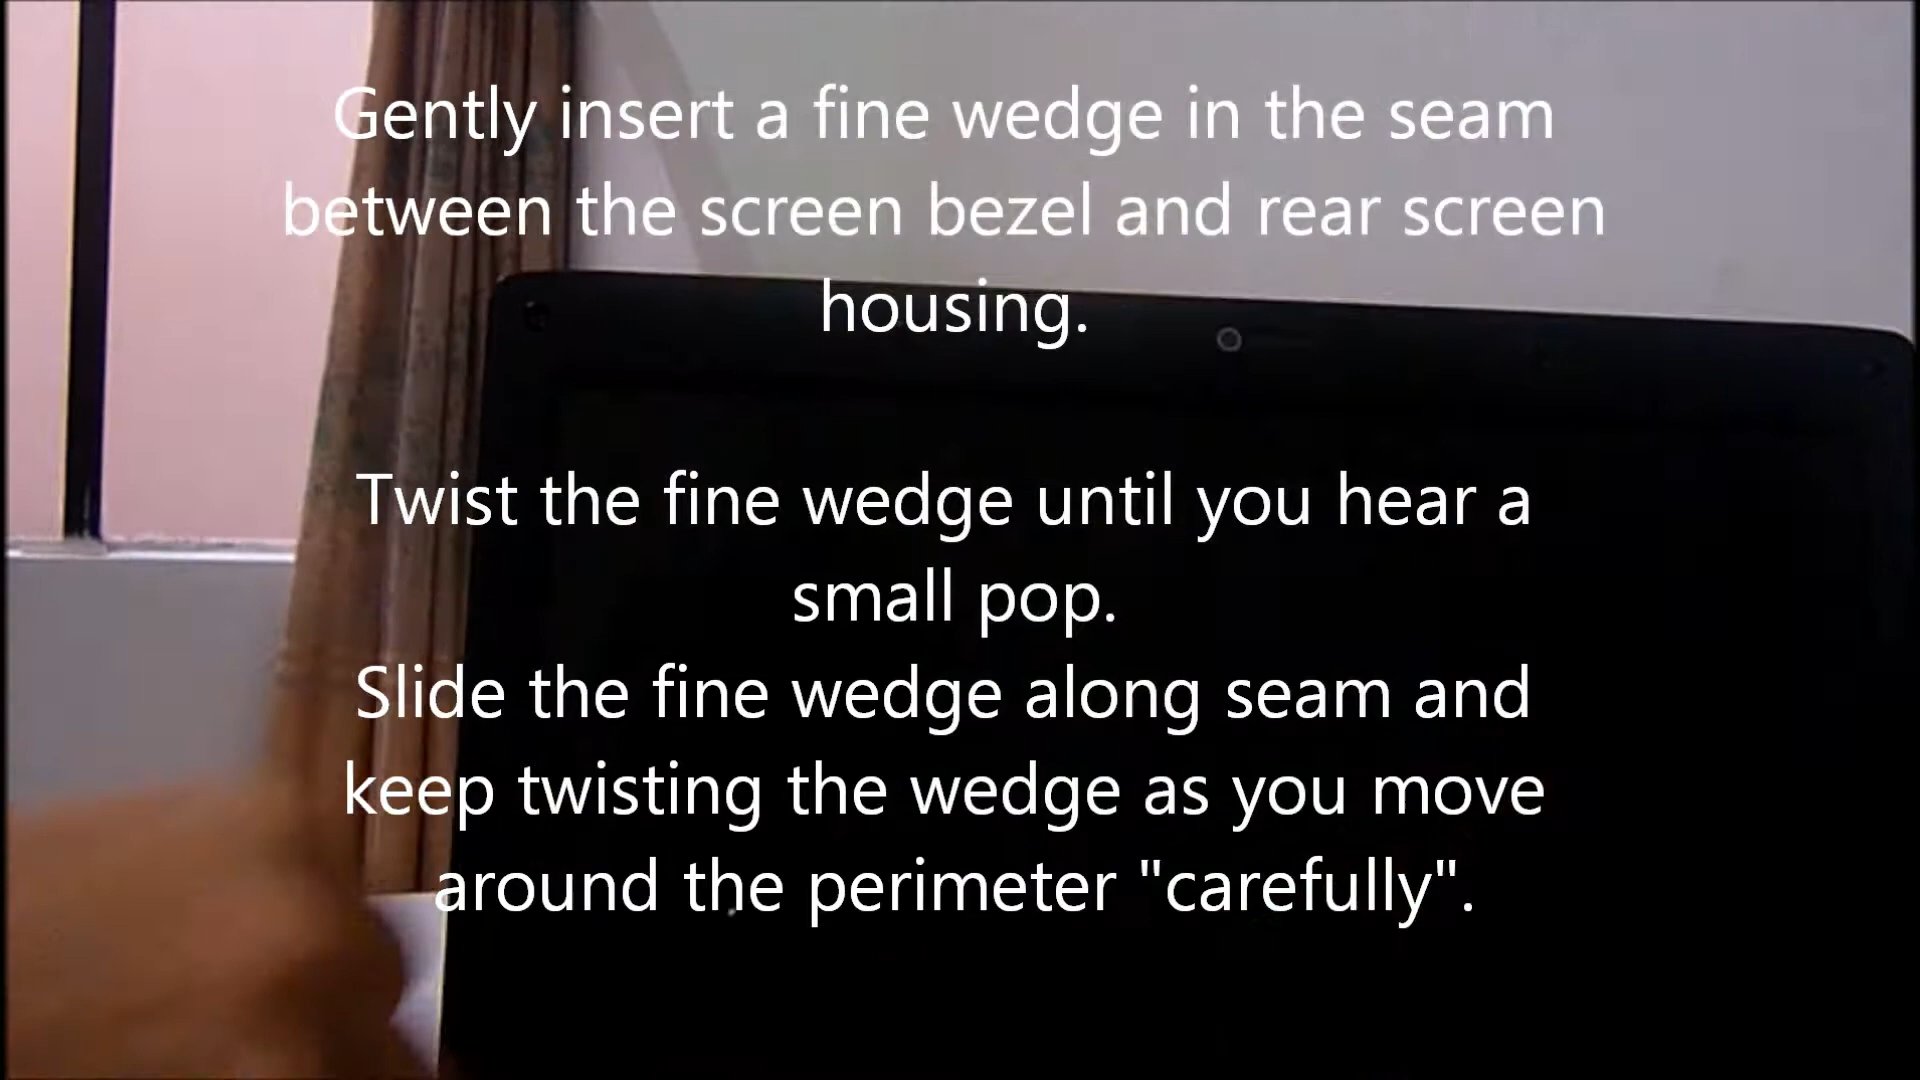 Gently insert a fine wedge in the seam
between the screen bezel and rear screen
housing.
Twist the fine wedge until you hear a
small pop.
Slide the fine wedge along seam and
keep twisting the wedge as you move
around the perimeter "carefully".